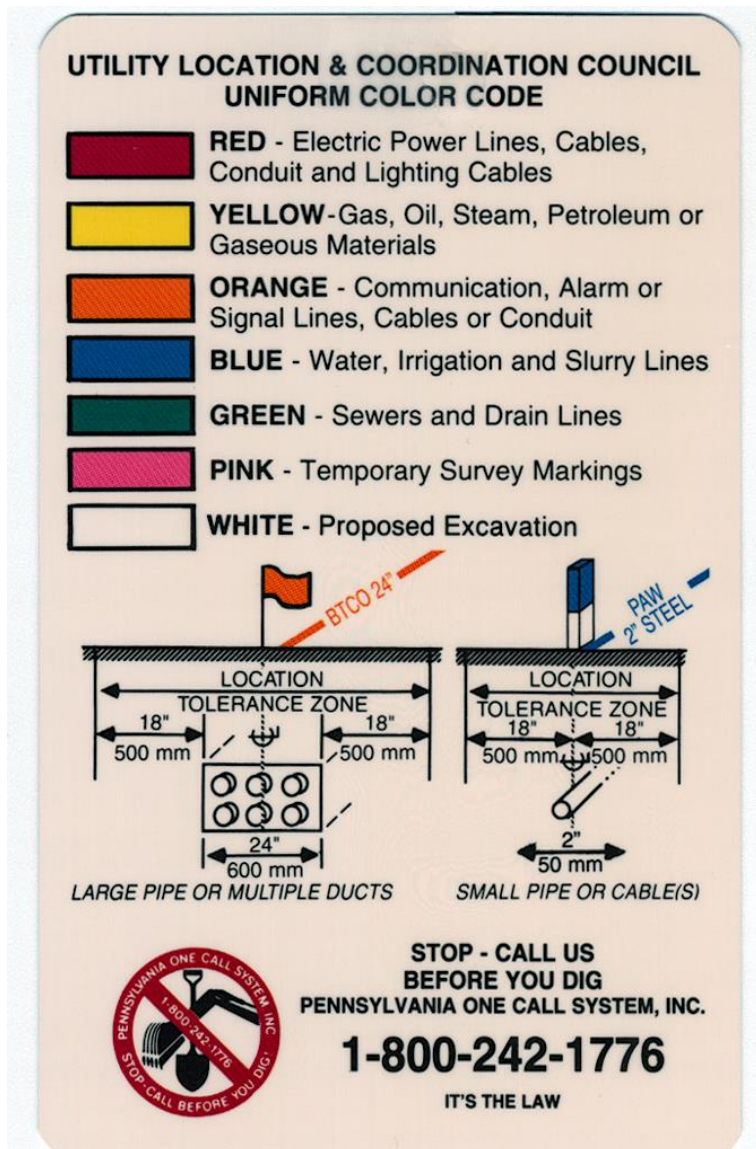 UTILITY LOCATION & COORDINATION COUNCIL
UNIFORM COLOR CODE
RED - Electric Power Lines, Cables,
Conduit and Lighting Cables
YELLOW-Gas, Oil, Steam, Petroleum or
Gaseous Materials
ORANGE - Communication, Alarm or
Signal Lines, Cables or Conduit
BLUE - Water, Irrigation and Slurry Lines
GREEN - Sewers and Drain Lines
PINK - Temporary Survey Markings
WHITE - Proposed Excavation
BTCO 24"
LOCATION
TOLERANCE ZONE
18"
500 mm
18"
500 mm
24"
600 mm
LARGE PIPE OR MULTIPLE DUCTS
PAW
2" STEEL
LOCATION
TOLERANCE ZONE
18"
500 mm
18"
500 mm
2"
50 mm
SMALL PIPE OR CABLE(S)
PENNSYLVANIA ONE CALL SYSTEM INC
1-800-242-1776
STOP-CALL BEFORE YOU DIG!
STOP - CALL US
BEFORE YOU DIG
PENNSYLVANIA ONE CALL SYSTEM, INC.
1-800-242-1776
IT'S THE LAW